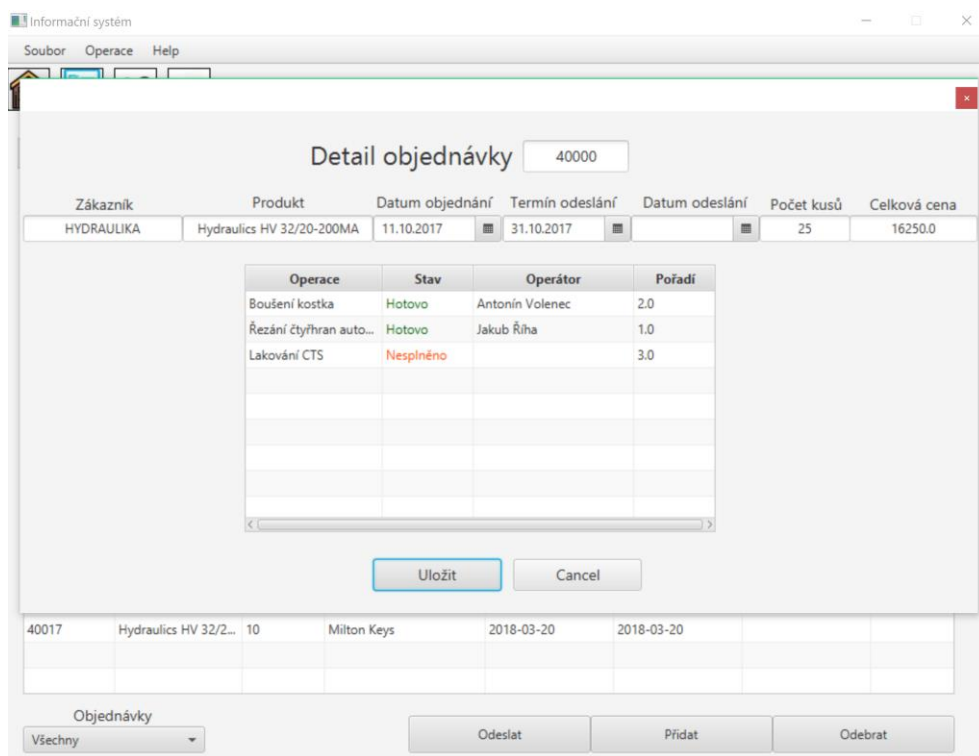 Informační systém
Soubor Operace Help
Detail objednávky 40000
Zákazník Produkt Datum objednání Termín odeslání Datum odeslání Počet kusů Celková cena
HYDRAULIKA Hydraulics HV 32/20-200MA 11.10.2017 31.10.2017 25 16250.0
Operace Stav Operátor Pořadí
Boušení kostka Hotovo Antonín Volenec 2.0
Řezání čtyřhran auto... Hotovo Jakub Říha 1.0
Lakování CTS Nesplněno 3.0
Uložit Cancel
40017 Hydraulics HV 32/2... 10 Milton Keys 2018-03-20 2018-03-20
Objednávky
Všechny Odeslat Přidat Odebrat